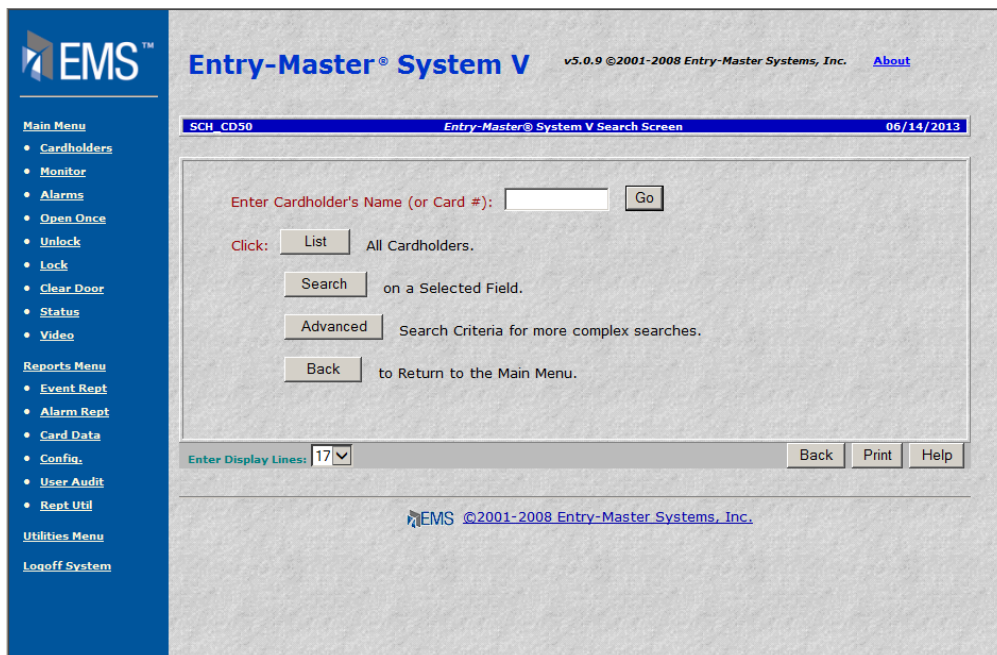 EMS™
Main Menu
Cardholders
Monitor
Alarms
Open Once
Unlock
Lock
Clear Door
Status
Video
Reports Menu
Event Rept
Alarm Rept
Card Data
Config.
User Audit
Rept Util
Utilities Menu
Logoff System
Entry-Master® System V v5.0.9 ©2001-2008 Entry-Master Systems, Inc. About
SCH_CD50 Entry-Master® System V Search Screen 06/14/2013
Enter Cardholder's Name (or Card #): Go
Click: List All Cardholders.
Search on a Selected Field.
Advanced Search Criteria for more complex searches.
Back to Return to the Main Menu.
Enter Display Lines: 17 Back Print Help
EMS ©2001-2008 Entry-Master Systems, Inc.